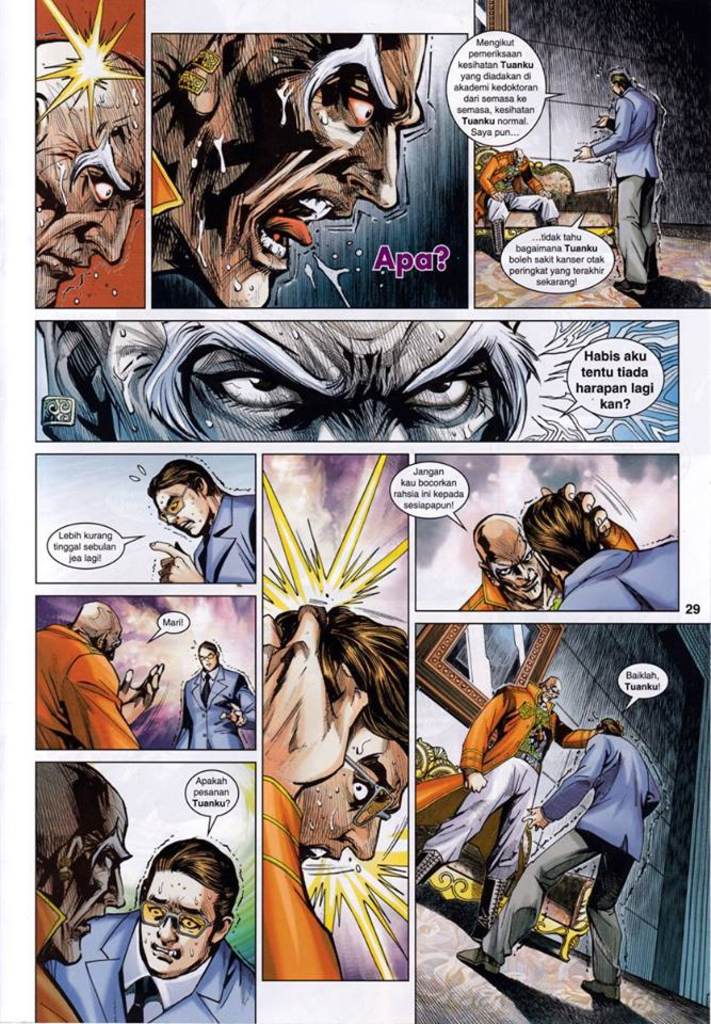 Apa?
Mengikut
pemeriksaan
kesihatan Tuanku
yang diadakan di
akademi kedoktoran
dari semasa ke
semasa, kesihatan
Tuanku normal.
Saya pun...
...tidak tahu
bagaimana Tuanku
boleh sakit kanser otak
peringkat yang terakhir
sekarang!
Habis aku
tentu tiada
harapan lagi
kan?
Lebih kurang
tinggal sebulan
jea lagi!
Mari!
Apakah
pesanan
Tuanku?
Jangan
kau bocorkan
rahsia ini kepada
sesiapapun!
29
Baiklah,
Tuanku!